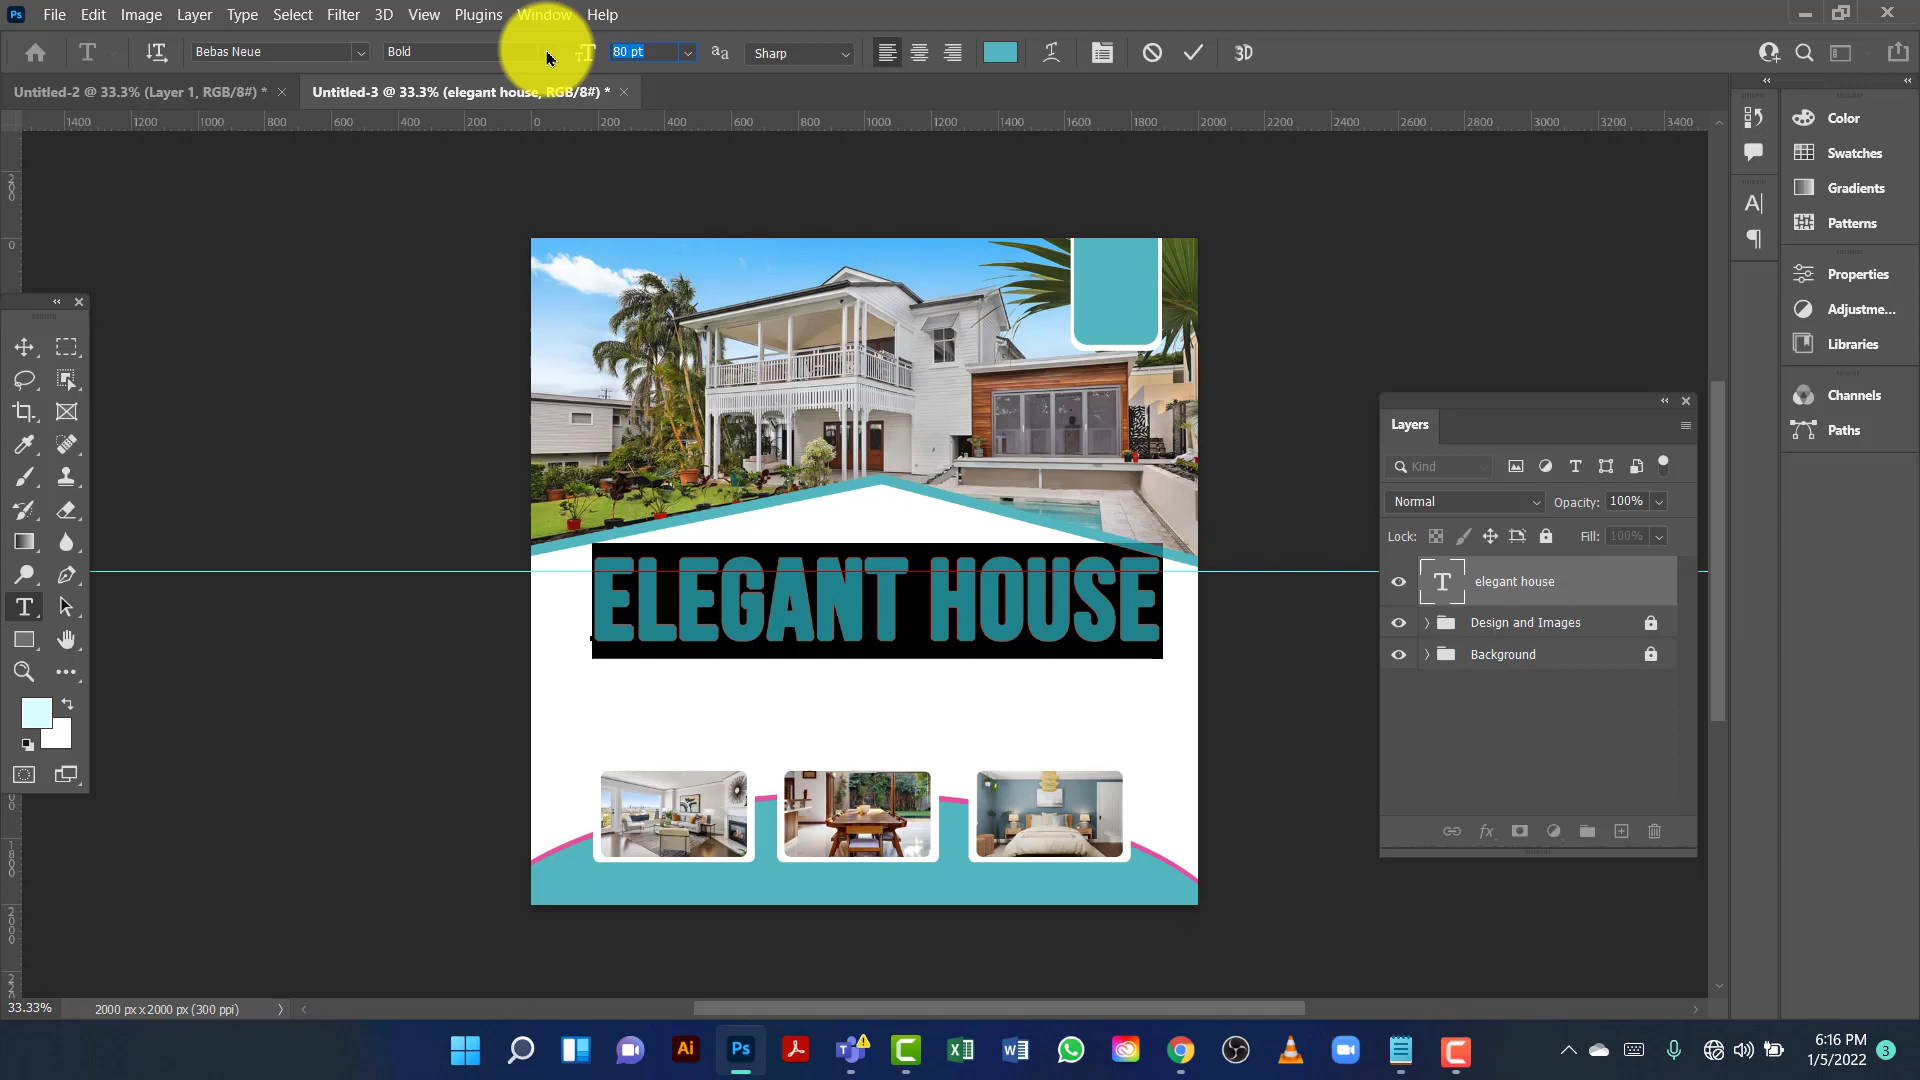 Ps File Edit Image Layer Type Select Filter 3D View Plugins Window Help
Bebas Neue Bold 80 pt Sharp 3D
Untitled-2 @ 33.3% (Layer 1, RGB/8#) * Untitled-3 @ 33.3% (elegant house, RGB/8#) *
1400 1200 1000 800 600 400 200 0 200 400 600 800 1000 1200 1400 1600 1800 2000 2200 2400 2600 2800 3000 3200 3400
Color
Swatches
Gradients
Patterns
Properties
Adjustme...
Libraries
Channels
Paths
ELEGANT HOUSE
Layers
Kind
Normal Opacity: 100%
Lock: Fill: 100%
elegant house
Design and Images
Background
33.33% 2000 px x 2000 px (300 ppi)
6:16 PM
1/5/2022 3